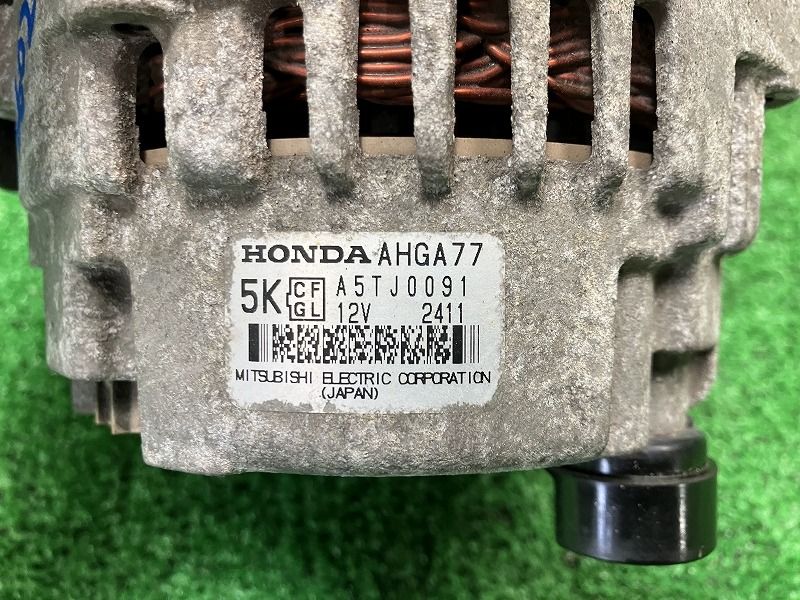 HONDA AHGA77
5K CF A5TJ0091
GL 12V 2411
MITSUBISHI ELECTRIC CORPORATION
(JAPAN)